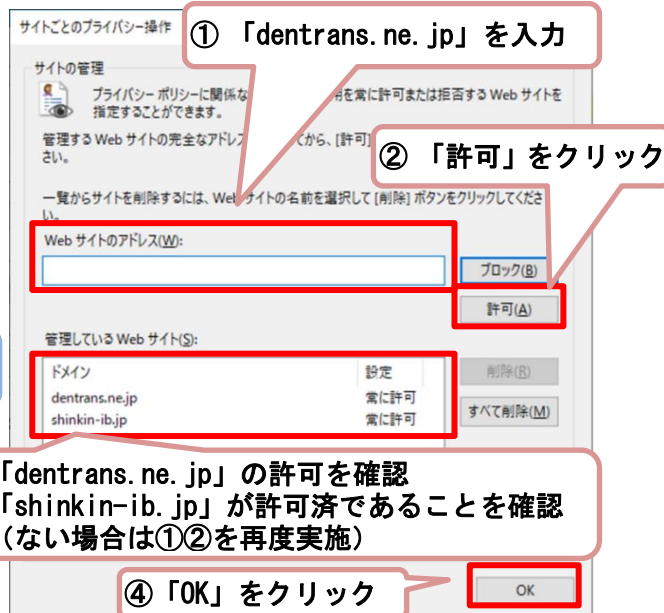 サイトごとのプライバシー操作
① 「dentrans.ne.jp」を入力
サイトの管理
プライバシー ポリシーに関係な
用を常に許可または拒否する Web サイトを
指定することができます。
管理する Web サイトの完全なアドレ
てから、[許可]
さい。
② 「許可」をクリック
一覧からサイトを削除するには、Web サイトの名前を選択して [削除] ボタンをクリックしてくださ
い。
Web サイトのアドレス(W):
ブロック(B)
許可(A)
管理している Web サイト(S):
ドメイン 設定
削除(R)
dentrans.ne.jp 常に許可
shinkin-ib.jp 常に許可
すべて削除(M)
「dentrans.ne.jp」の許可を確認
「shinkin-ib.jp」が許可済であることを確認
(ない場合は①②を再度実施)
④「OK」をクリック
OK